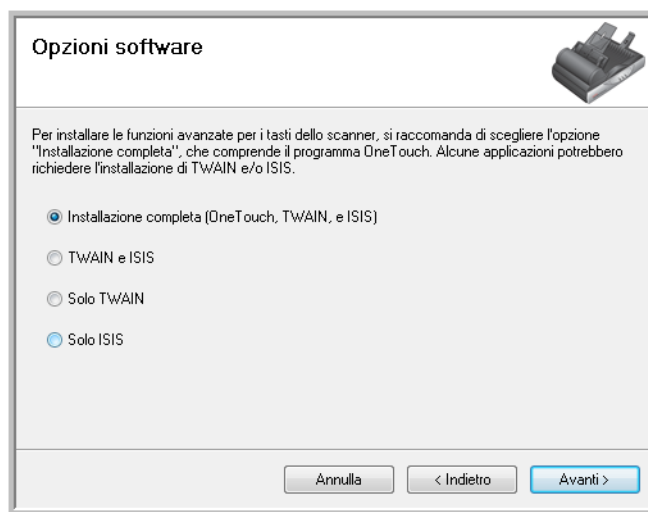 Opzioni software
Per installare le funzioni avanzate per i tasti dello scanner, si raccomanda di scegliere l'opzione
"Installazione completa", che comprende il programma OneTouch. Alcune applicazioni potrebbero
richiedere l'installazione di TWAIN e/o ISIS.
Installazione completa (OneTouch, TWAIN, e ISIS)
TWAIN e ISIS
Solo TWAIN
Solo ISIS
Annulla < Indietro Avanti >